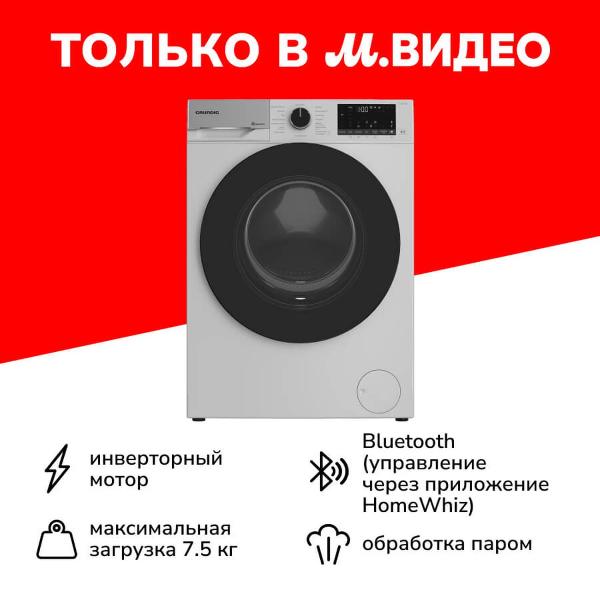 ТОЛЬКО В м.ВИДЕО
GRUNDIG
инверторный
мотор
Bluetooth
(управление
через приложение
HomeWhiz)
максимальная
загрузка 7.5 кг
обработка паром